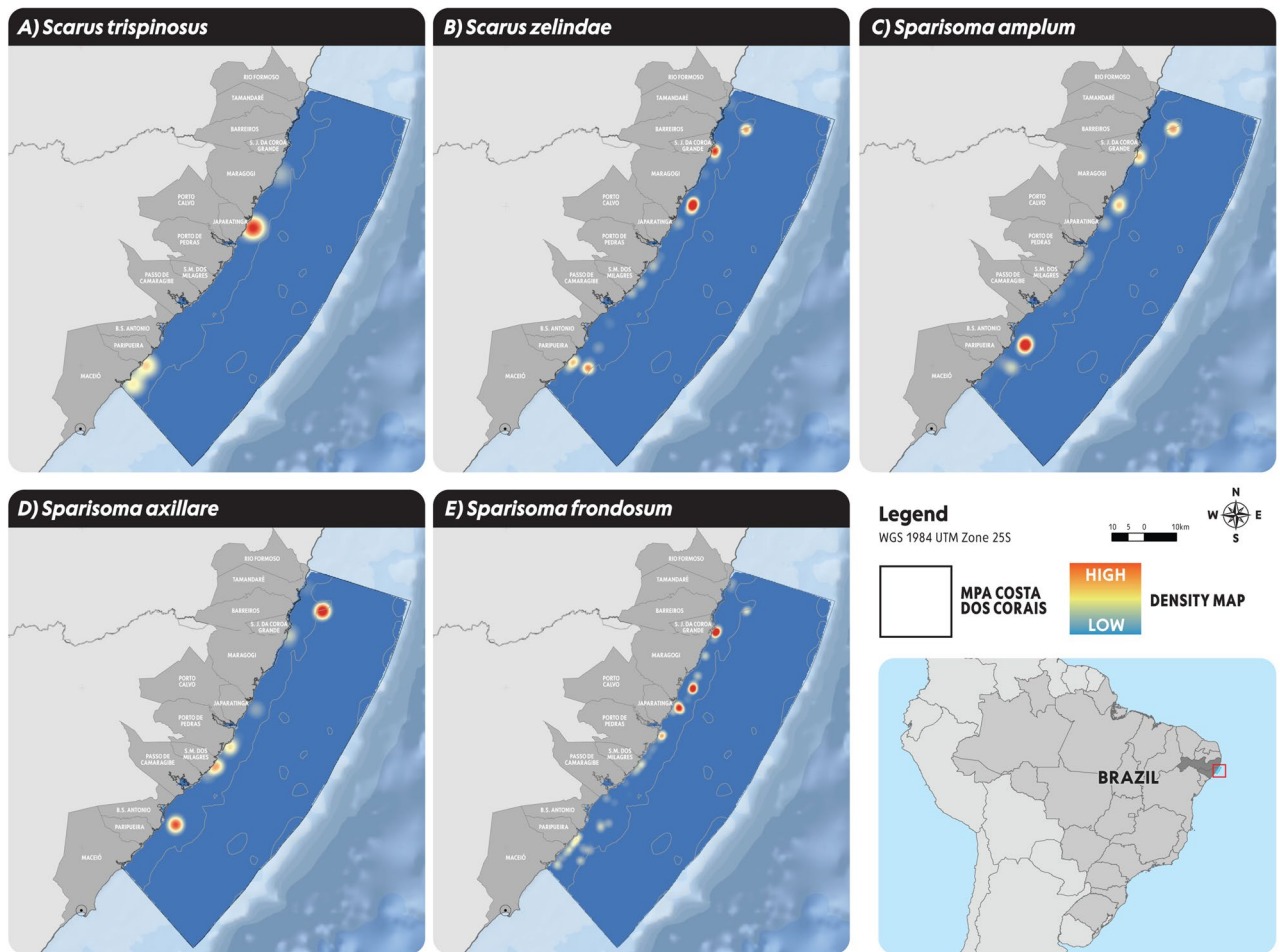 A) Scarus trispinosus
RIO FORMOSO
TAMANDARÉ
BARREIROS
S. J. DA COROA
GRANDE
MARAGOGI
PORTO
CALVO
JAPARATINGA
PORTO DE
PEDRAS
S.M. DOS
MILAGRES
PASSO DE
CAMARAGIBE
B.S. ANTONIO
PARIPUEIRA
MACEIÓ
B) Scarus zelindae
RIO FORMOSO
TAMANDARÉ
BARREIROS
S. J. DA COROA
GRANDE
MARAGOGI
PORTO
CALVO
JAPARATINGA
PORTO DE
PEDRAS
S.M. DOS
MILAGRES
PASSO DE
CAMARAGIBE
B.S. ANTONIO
PARIPUEIRA
MACEIÓ
C) Sparisoma amplum
RIO FORMOSO
TAMANDARÉ
BARREIROS
S. J. DA COROA
GRANDE
MARAGOGI
PORTO
CALVO
JAPARATINGA
PORTO DE
PEDRAS
S.M. DOS
MILAGRES
PASSO DE
CAMARAGIBE
B.S. ANTONIO
PARIPUEIRA
MACEIÓ
D) Sparisoma axillare
RIO FORMOSO
TAMANDARÉ
BARREIROS
S. J. DA COROA
GRANDE
MARAGOGI
PORTO
CALVO
JAPARATINGA
PORTO DE
PEDRAS
S.M. DOS
MILAGRES
PASSO DE
CAMARAGIBE
B.S. ANTONIO
PARIPUEIRA
MACEIÓ
E) Sparisoma frondosum
RIO FORMOSO
TAMANDARÉ
BARREIROS
S. J. DA COROA
GRANDE
MARAGOGI
PORTO
CALVO
JAPARATINGA
PORTO DE
PEDRAS
S.M. DOS
MILAGRES
PASSO DE
CAMARAGIBE
B.S. ANTONIO
PARIPUEIRA
MACEIÓ
Legend
WGS 1984 UTM Zone 25S
10 5 0 10km
N
W E
S
MPA COSTA
DOS CORAIS
HIGH
LOW
DENSITY MAP
BRAZIL